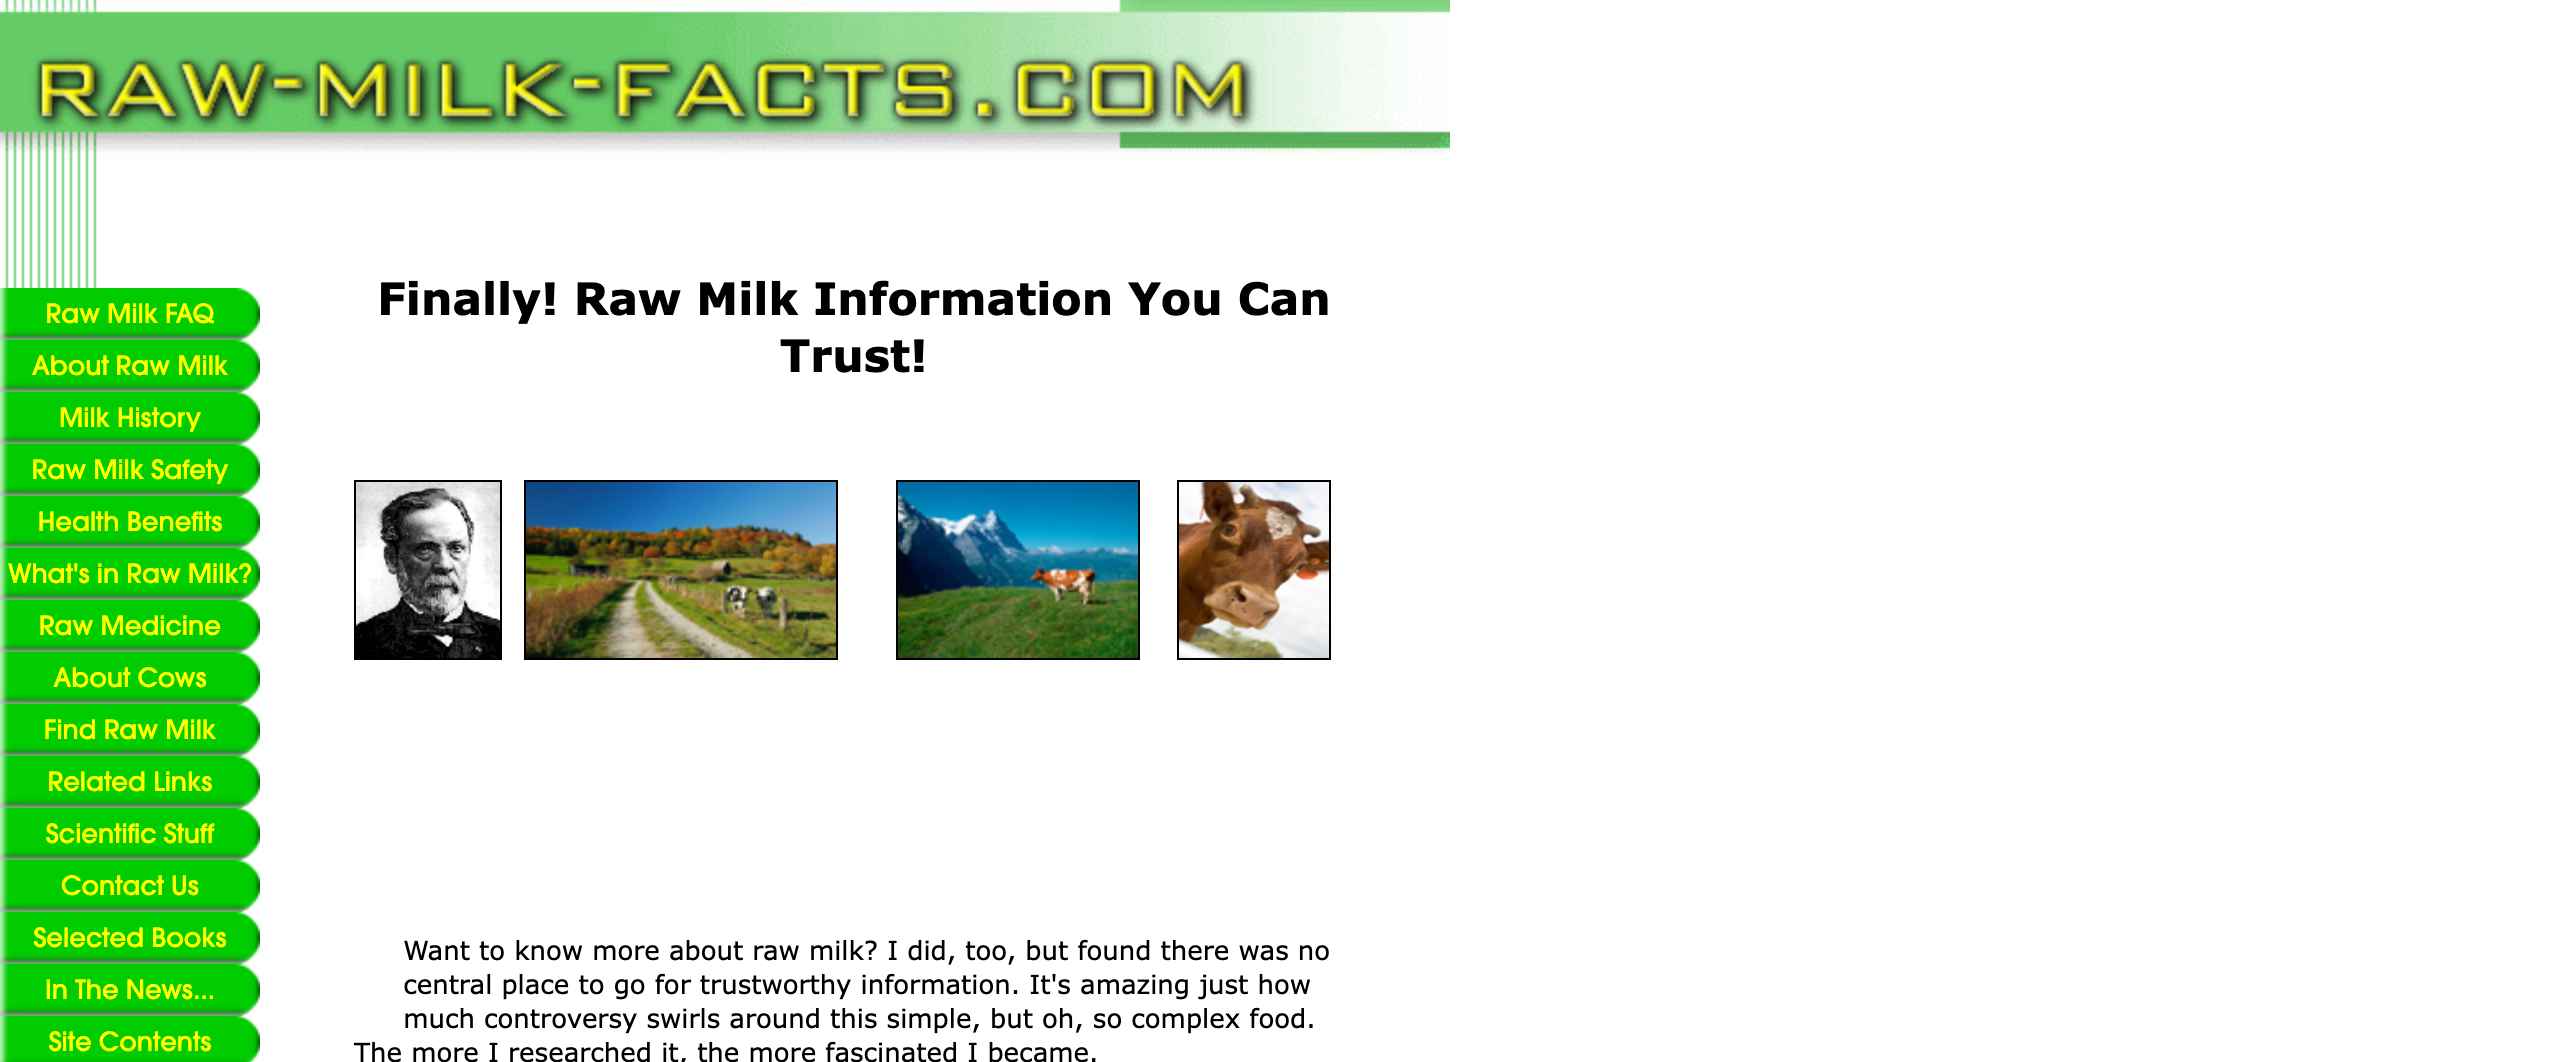 RAW-MILK-FACTS.COM
Finally! Raw Milk Information You Can
Trust!
Raw Milk FAQ
About Raw Milk
Milk History
Raw Milk Safety
Health Benefits
What's in Raw Milk?
Raw Medicine
About Cows
Find Raw Milk
Related Links
Scientific Stuff
Contact Us
Selected Books
In The News...
Site Contents
Want to know more about raw milk? I did, too, but found there was no
central place to go for trustworthy information. It's amazing just how
much controversy swirls around this simple, but oh, so complex food.
The more I researched it, the more fascinated I became.